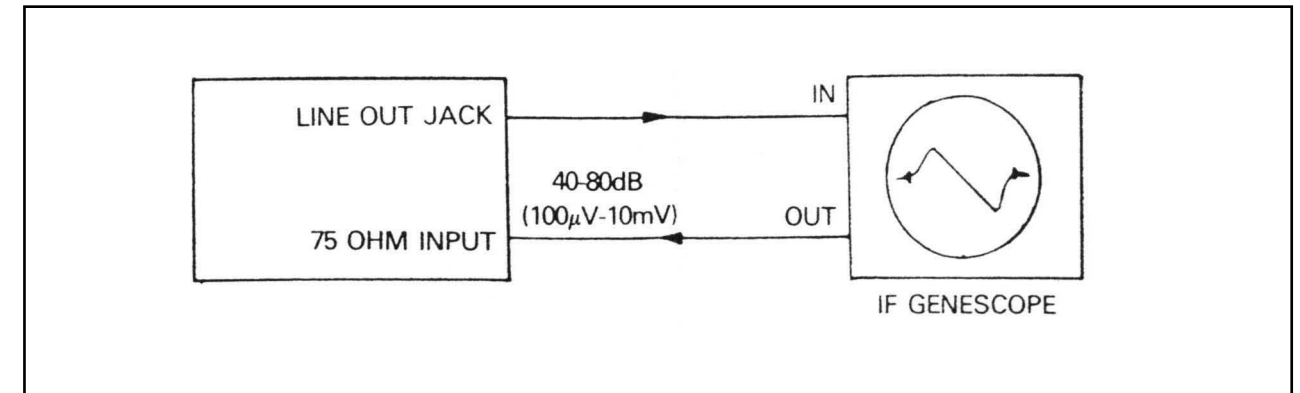 LINE OUT JACK
IN
40-80dB
(100μV-10mV)
OUT
75 OHM INPUT
IF GENESCOPE